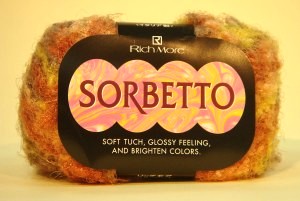 Rich More
SORBETTO
SOFT TUCH, GLOSSY FEELING,
AND BRIGHTEN COLORS.